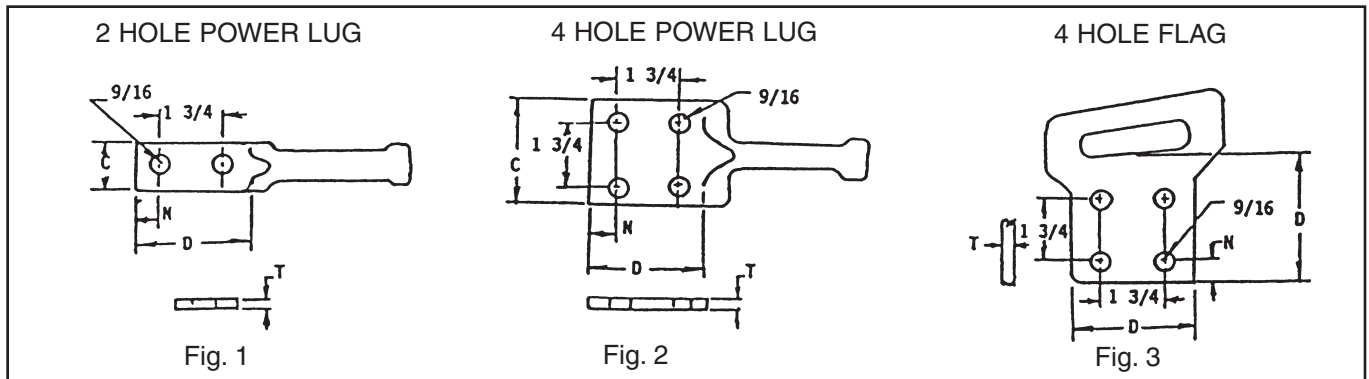 2 HOLE POWER LUG
9/16
1 3/4
C
N
D
T
Fig. 1
4 HOLE POWER LUG
1 3/4
9/16
1 3/4
C
N
D
T
Fig. 2
4 HOLE FLAG
9/16
T
1 3/4
N
D
1 3/4
D
Fig. 3